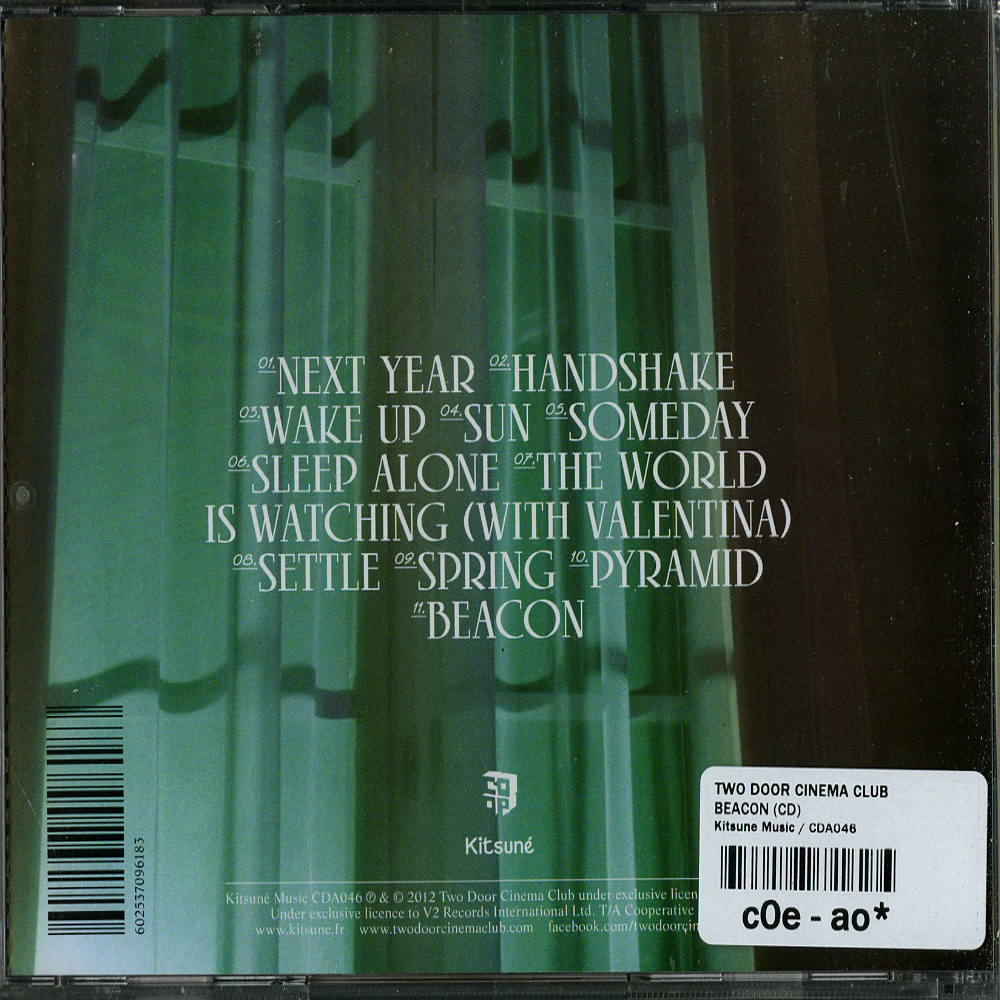 01. NEXT YEAR 02. HANDSHAKE
03. WAKE UP 04. SUN 05. SOMEDAY
06. SLEEP ALONE 07. THE WORLD
IS WATCHING (WITH VALENTINA)
08. SETTLE 09. SPRING 10. PYRAMID
11. BEACON
602537096183
Kitsuné
Kitsuné Music CDA046 ℗ & © 2012 Two Door Cinema Club under exclusive licen
Under exclusive licence to V2 Records International Ltd. T/A Cooperative
www.kitsune.fr www.twodoorcinemaclub.com facebook.com/twodoorcin
TWO DOOR CINEMA CLUB
BEACON (CD)
Kitsune Music / CDA046
c0e - ao*